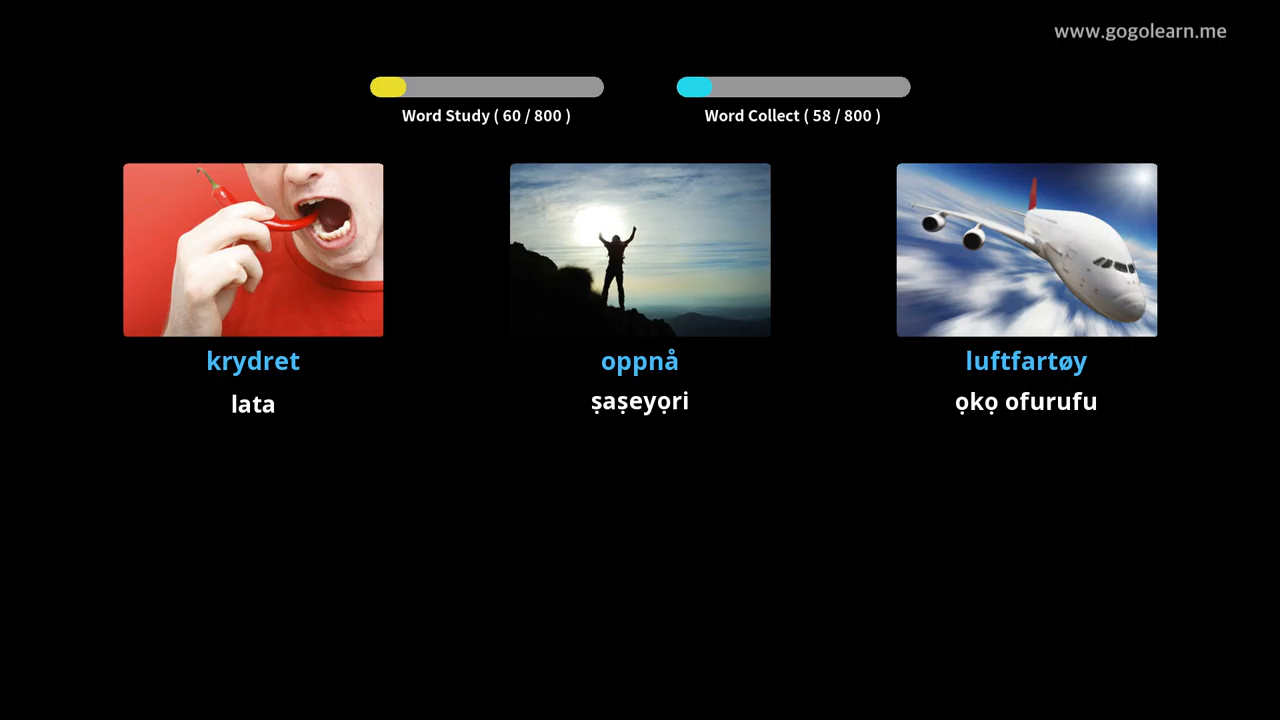 www.gogolearn.me
Word Study ( 60 / 800 )
Word Collect ( 58 / 800 )
krydret
oppnå
luftfartøy
lata
ṣaṣeyọri
ọkọ ofurufu